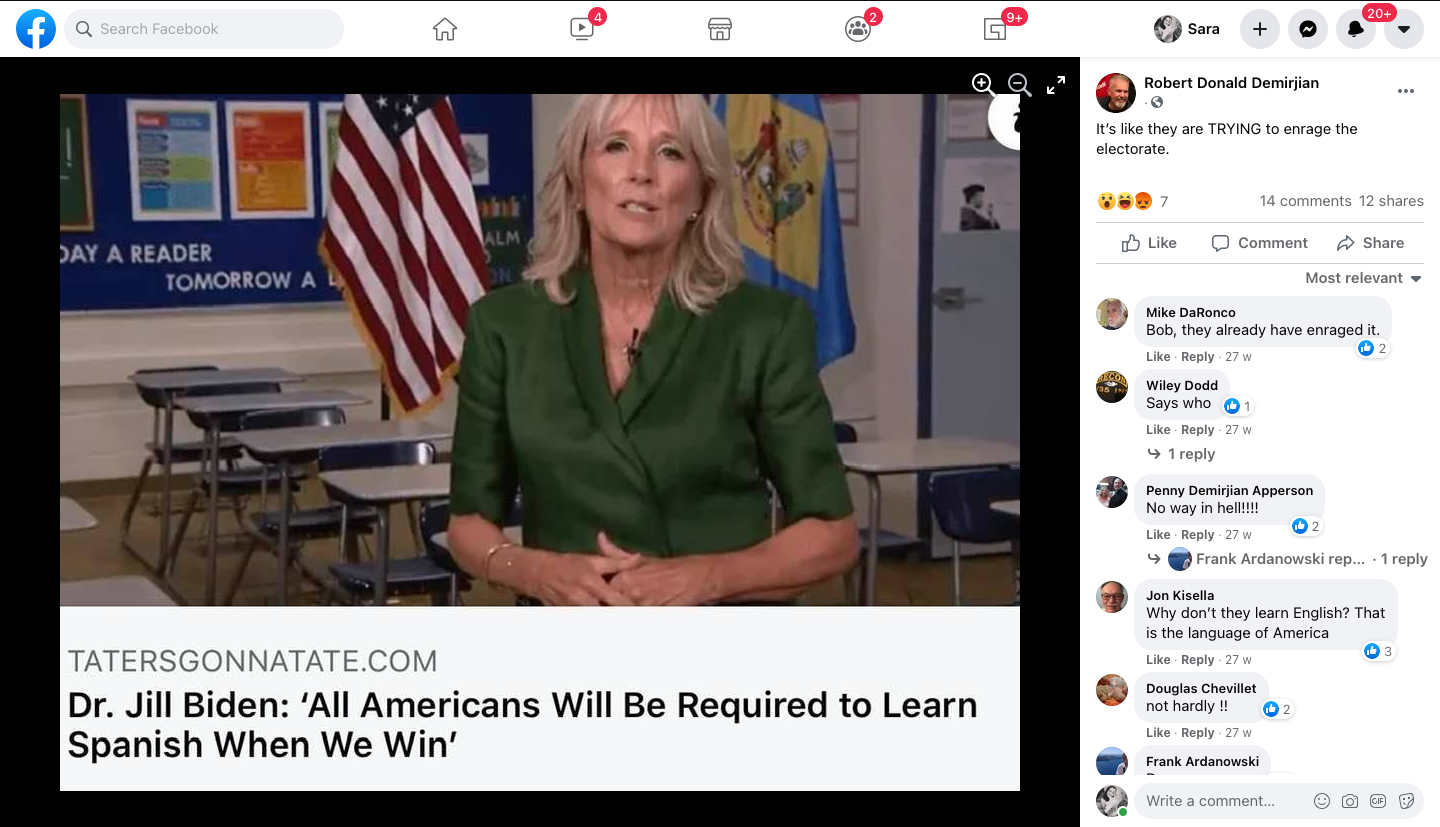 Search Facebook
4
2
9+
Sara
20+
DAY A READER
TOMORROW A
ALM
TATERSGONNATATE.COM
Dr. Jill Biden: ‘All Americans Will Be Required to Learn
Spanish When We Win’
Robert Donald Demirjian
It’s like they are TRYING to enrage the
electorate.
7
14 comments 12 shares
Like
Comment
Share
Most relevant
Mike DaRonco
Bob, they already have enraged it.
2
Like · Reply · 27 w
Wiley Dodd
Says who
1
Like · Reply · 27 w
1 reply
Penny Demirjian Apperson
No way in hell!!!!
2
Like · Reply · 27 w
Frank Ardanowski rep... · 1 reply
Jon Kisella
Why don’t they learn English? That
is the language of America
3
Like · Reply · 27 w
Douglas Chevillet
not hardly !!
2
Like · Reply · 27 w
Frank Ardanowski
Write a comment...
GIF